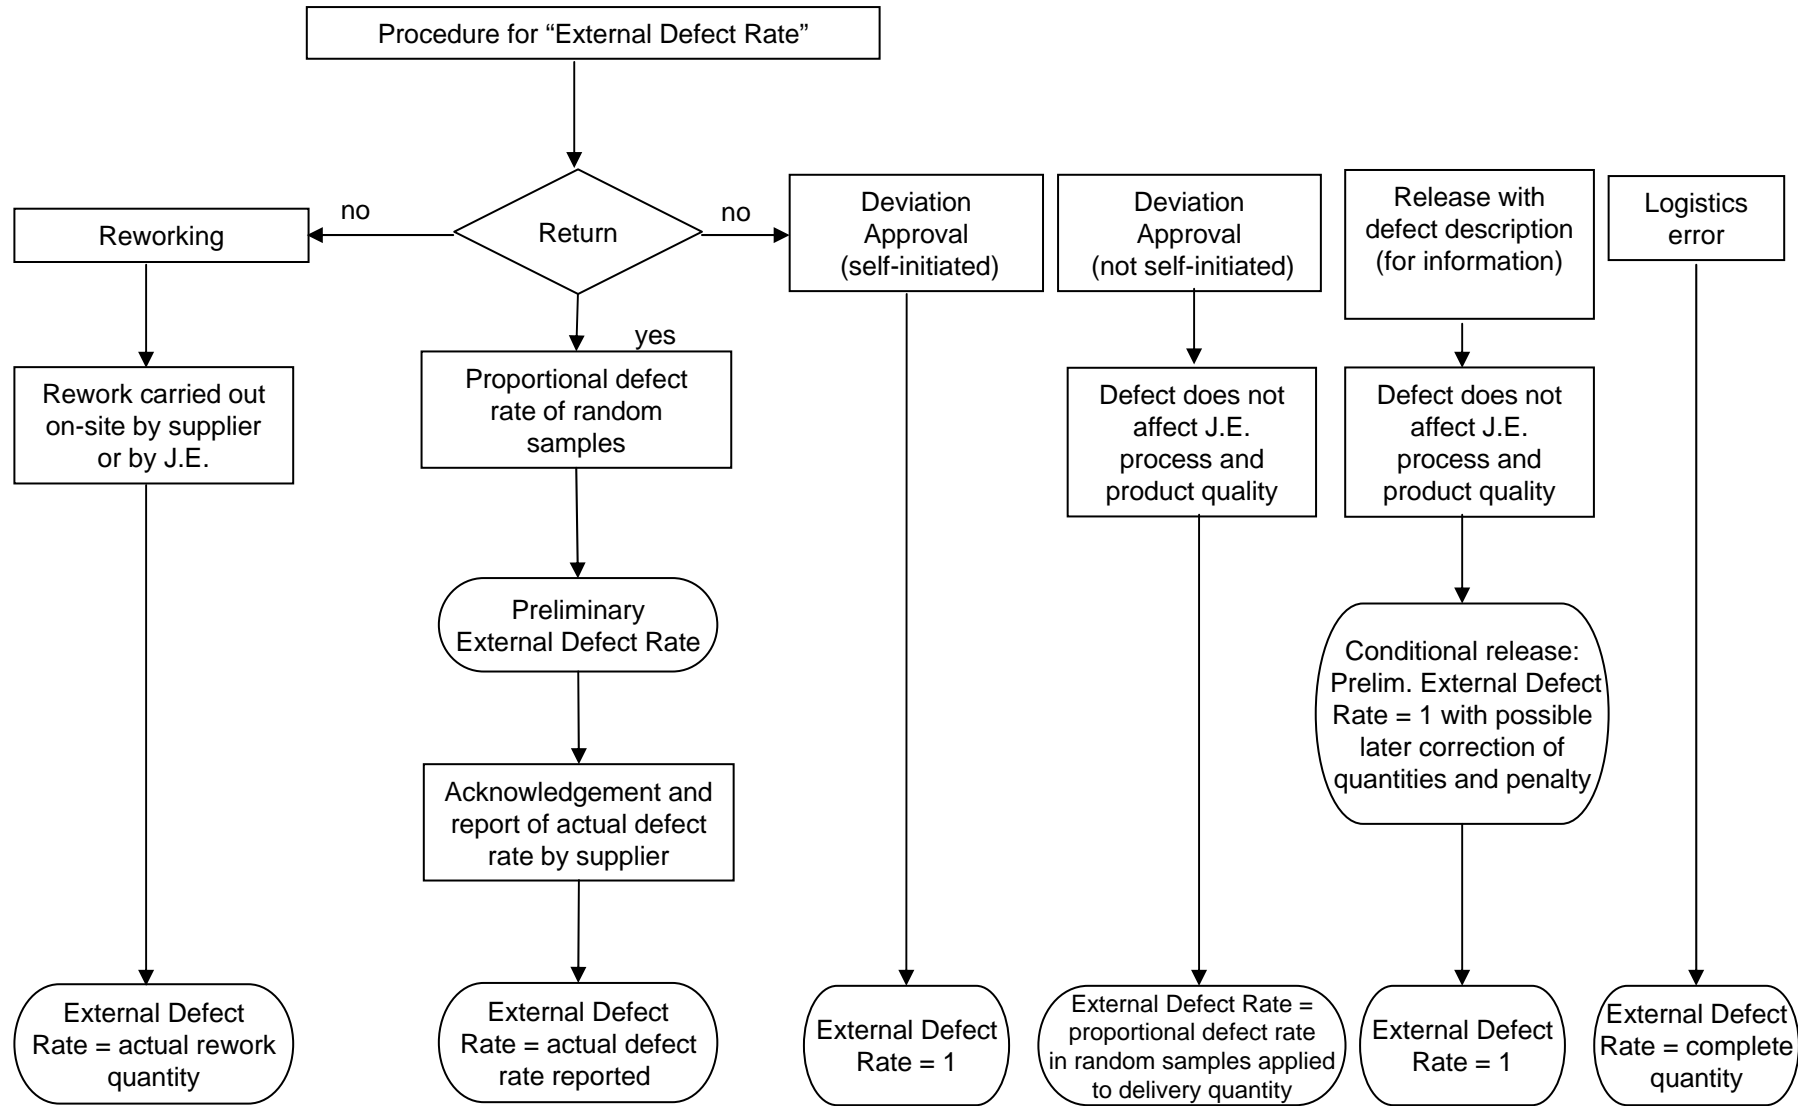 Procedure for “External Defect Rate”
Return
no
no
yes
Reworking
Rework carried out
on-site by supplier
or by J.E.
External Defect
Rate = actual rework
quantity
Proportional defect
rate of random
samples
Preliminary
External Defect Rate
Acknowledgement and
report of actual defect
rate by supplier
External Defect
Rate = actual defect
rate reported
Deviation
Approval
(self-initiated)
External Defect
Rate = 1
Deviation
Approval
(not self-initiated)
Defect does not
affect J.E.
process and
product quality
External Defect Rate =
proportional defect rate
in random samples applied
to delivery quantity
Release with
defect description
(for information)
Defect does not
affect J.E.
process and
product quality
Conditional release:
Prelim. External Defect
Rate = 1 with possible
later correction of
quantities and penalty
External Defect
Rate = 1
Logistics
error
External Defect
Rate = complete
quantity